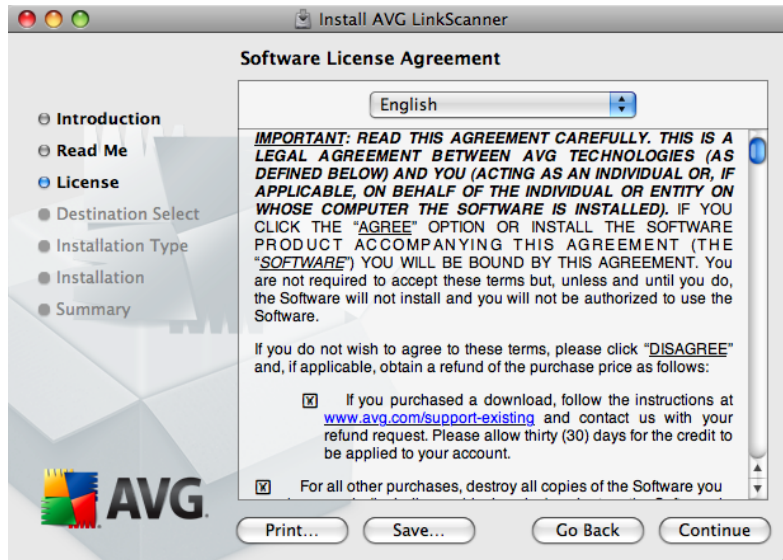 Install AVG LinkScanner
Software License Agreement
Introduction
Read Me
License
Destination Select
Installation Type
Installation
Summary
AVG
English
IMPORTANT: READ THIS AGREEMENT CAREFULLY. THIS IS A
LEGAL AGREEMENT BETWEEN AVG TECHNOLOGIES (AS
DEFINED BELOW) AND YOU (ACTING AS AN INDIVIDUAL OR, IF
APPLICABLE, ON BEHALF OF THE INDIVIDUAL OR ENTITY ON
WHOSE COMPUTER THE SOFTWARE IS INSTALLED). IF YOU
CLICK THE “AGREE” OPTION OR INSTALL THE SOFTWARE
PRODUCT ACCOMPANYING THIS AGREEMENT (THE
“SOFTWARE”) YOU WILL BE BOUND BY THIS AGREEMENT. You
are not required to accept these terms but, unless and until you do,
the Software will not install and you will not be authorized to use the
Software.
If you do not wish to agree to these terms, please click “DISAGREE”
and, if applicable, obtain a refund of the purchase price as follows:
If you purchased a download, follow the instructions at
www.avg.com/support-existing and contact us with your
refund request. Please allow thirty (30) days for the credit to
be applied to your account.
For all other purchases, destroy all copies of the Software you
Print...
Save...
Go Back
Continue